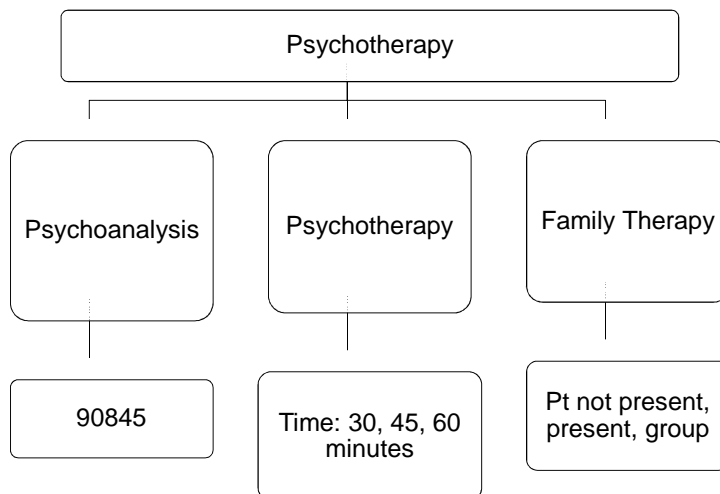 Psychotherapy
Psychoanalysis
Psychotherapy
Family Therapy
90845
Time: 30, 45, 60
minutes
Pt not present,
present, group